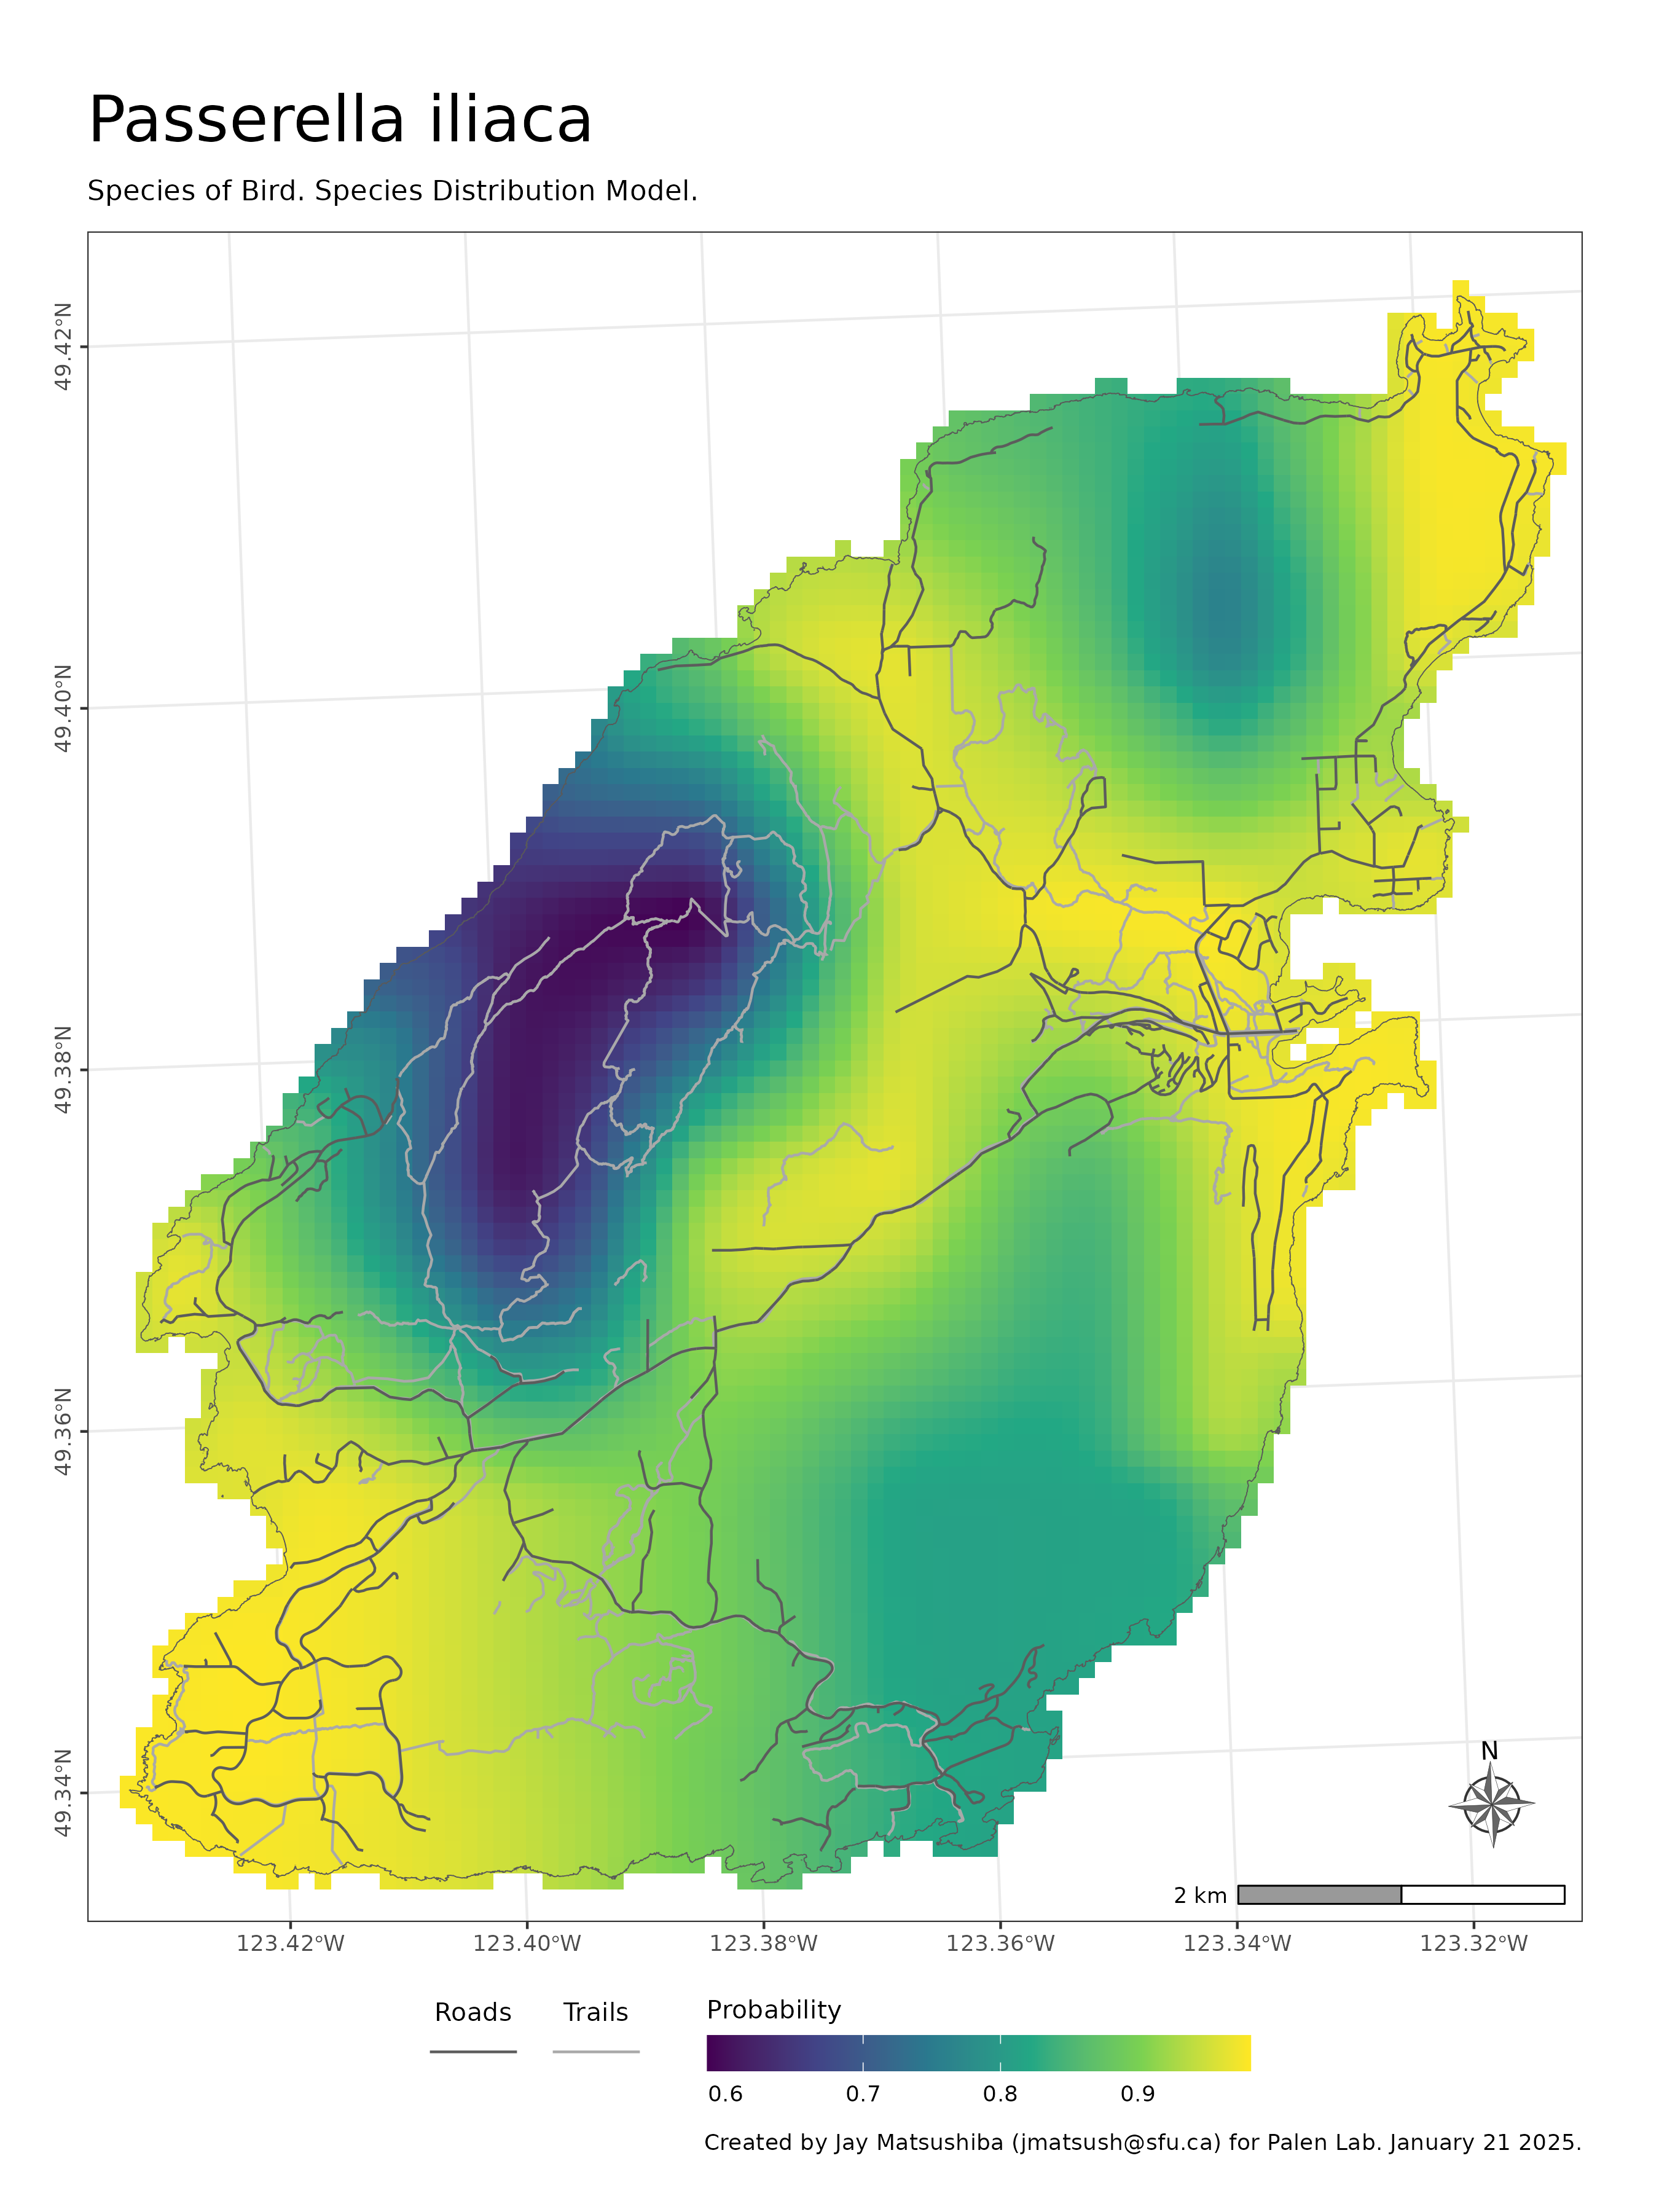 Passerella iliaca
Species of Bird. Species Distribution Model.
49.42°N
49.40°N
49.38°N
49.36°N
49.34°N
N
2 km
123.42°W 123.40°W 123.38°W 123.36°W 123.34°W 123.32°W
Roads Trails Probability
0.6 0.7 0.8 0.9
Created by Jay Matsushiba (jmatsush@sfu.ca) for Palen Lab. January 21 2025.